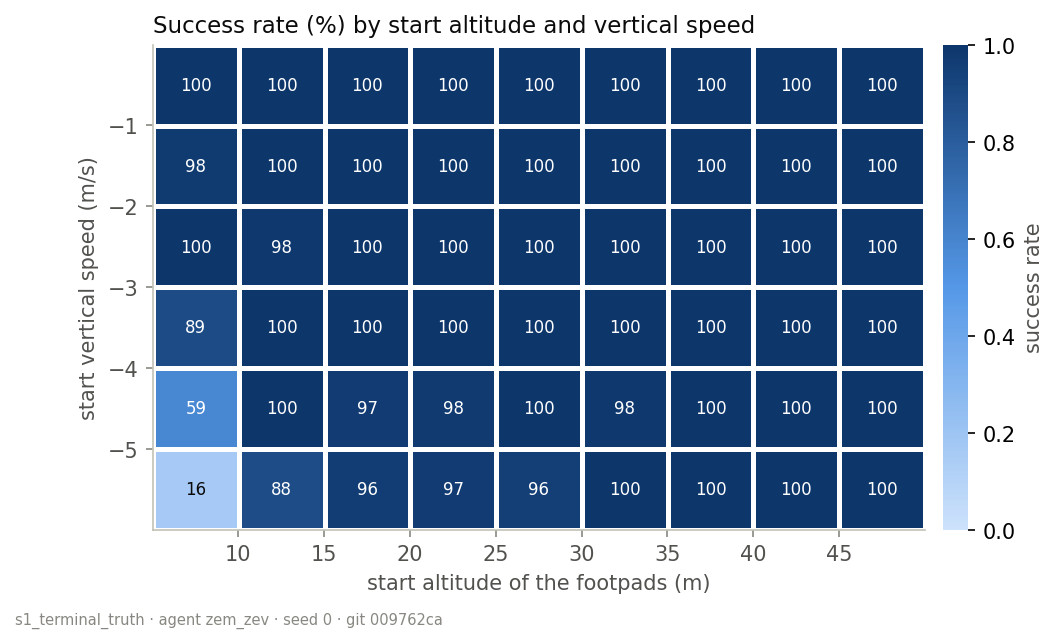 Success rate (%) by start altitude and vertical speed
100 100 100 100 100 100 100 100 100
−1
98 100 100 100 100 100 100 100 100
−2
100 98 100 100 100 100 100 100 100
−3
89 100 100 100 100 100 100 100 100
−4
59 100 97 98 100 98 100 100 100
−5
16 88 96 97 96 100 100 100 100
10 15 20 25 30 35 40 45
start altitude of the footpads (m)
start vertical speed (m/s)
1.0
0.8
0.6
0.4
0.2
0.0
success rate
s1_terminal_truth · agent zem_zev · seed 0 · git 009762ca